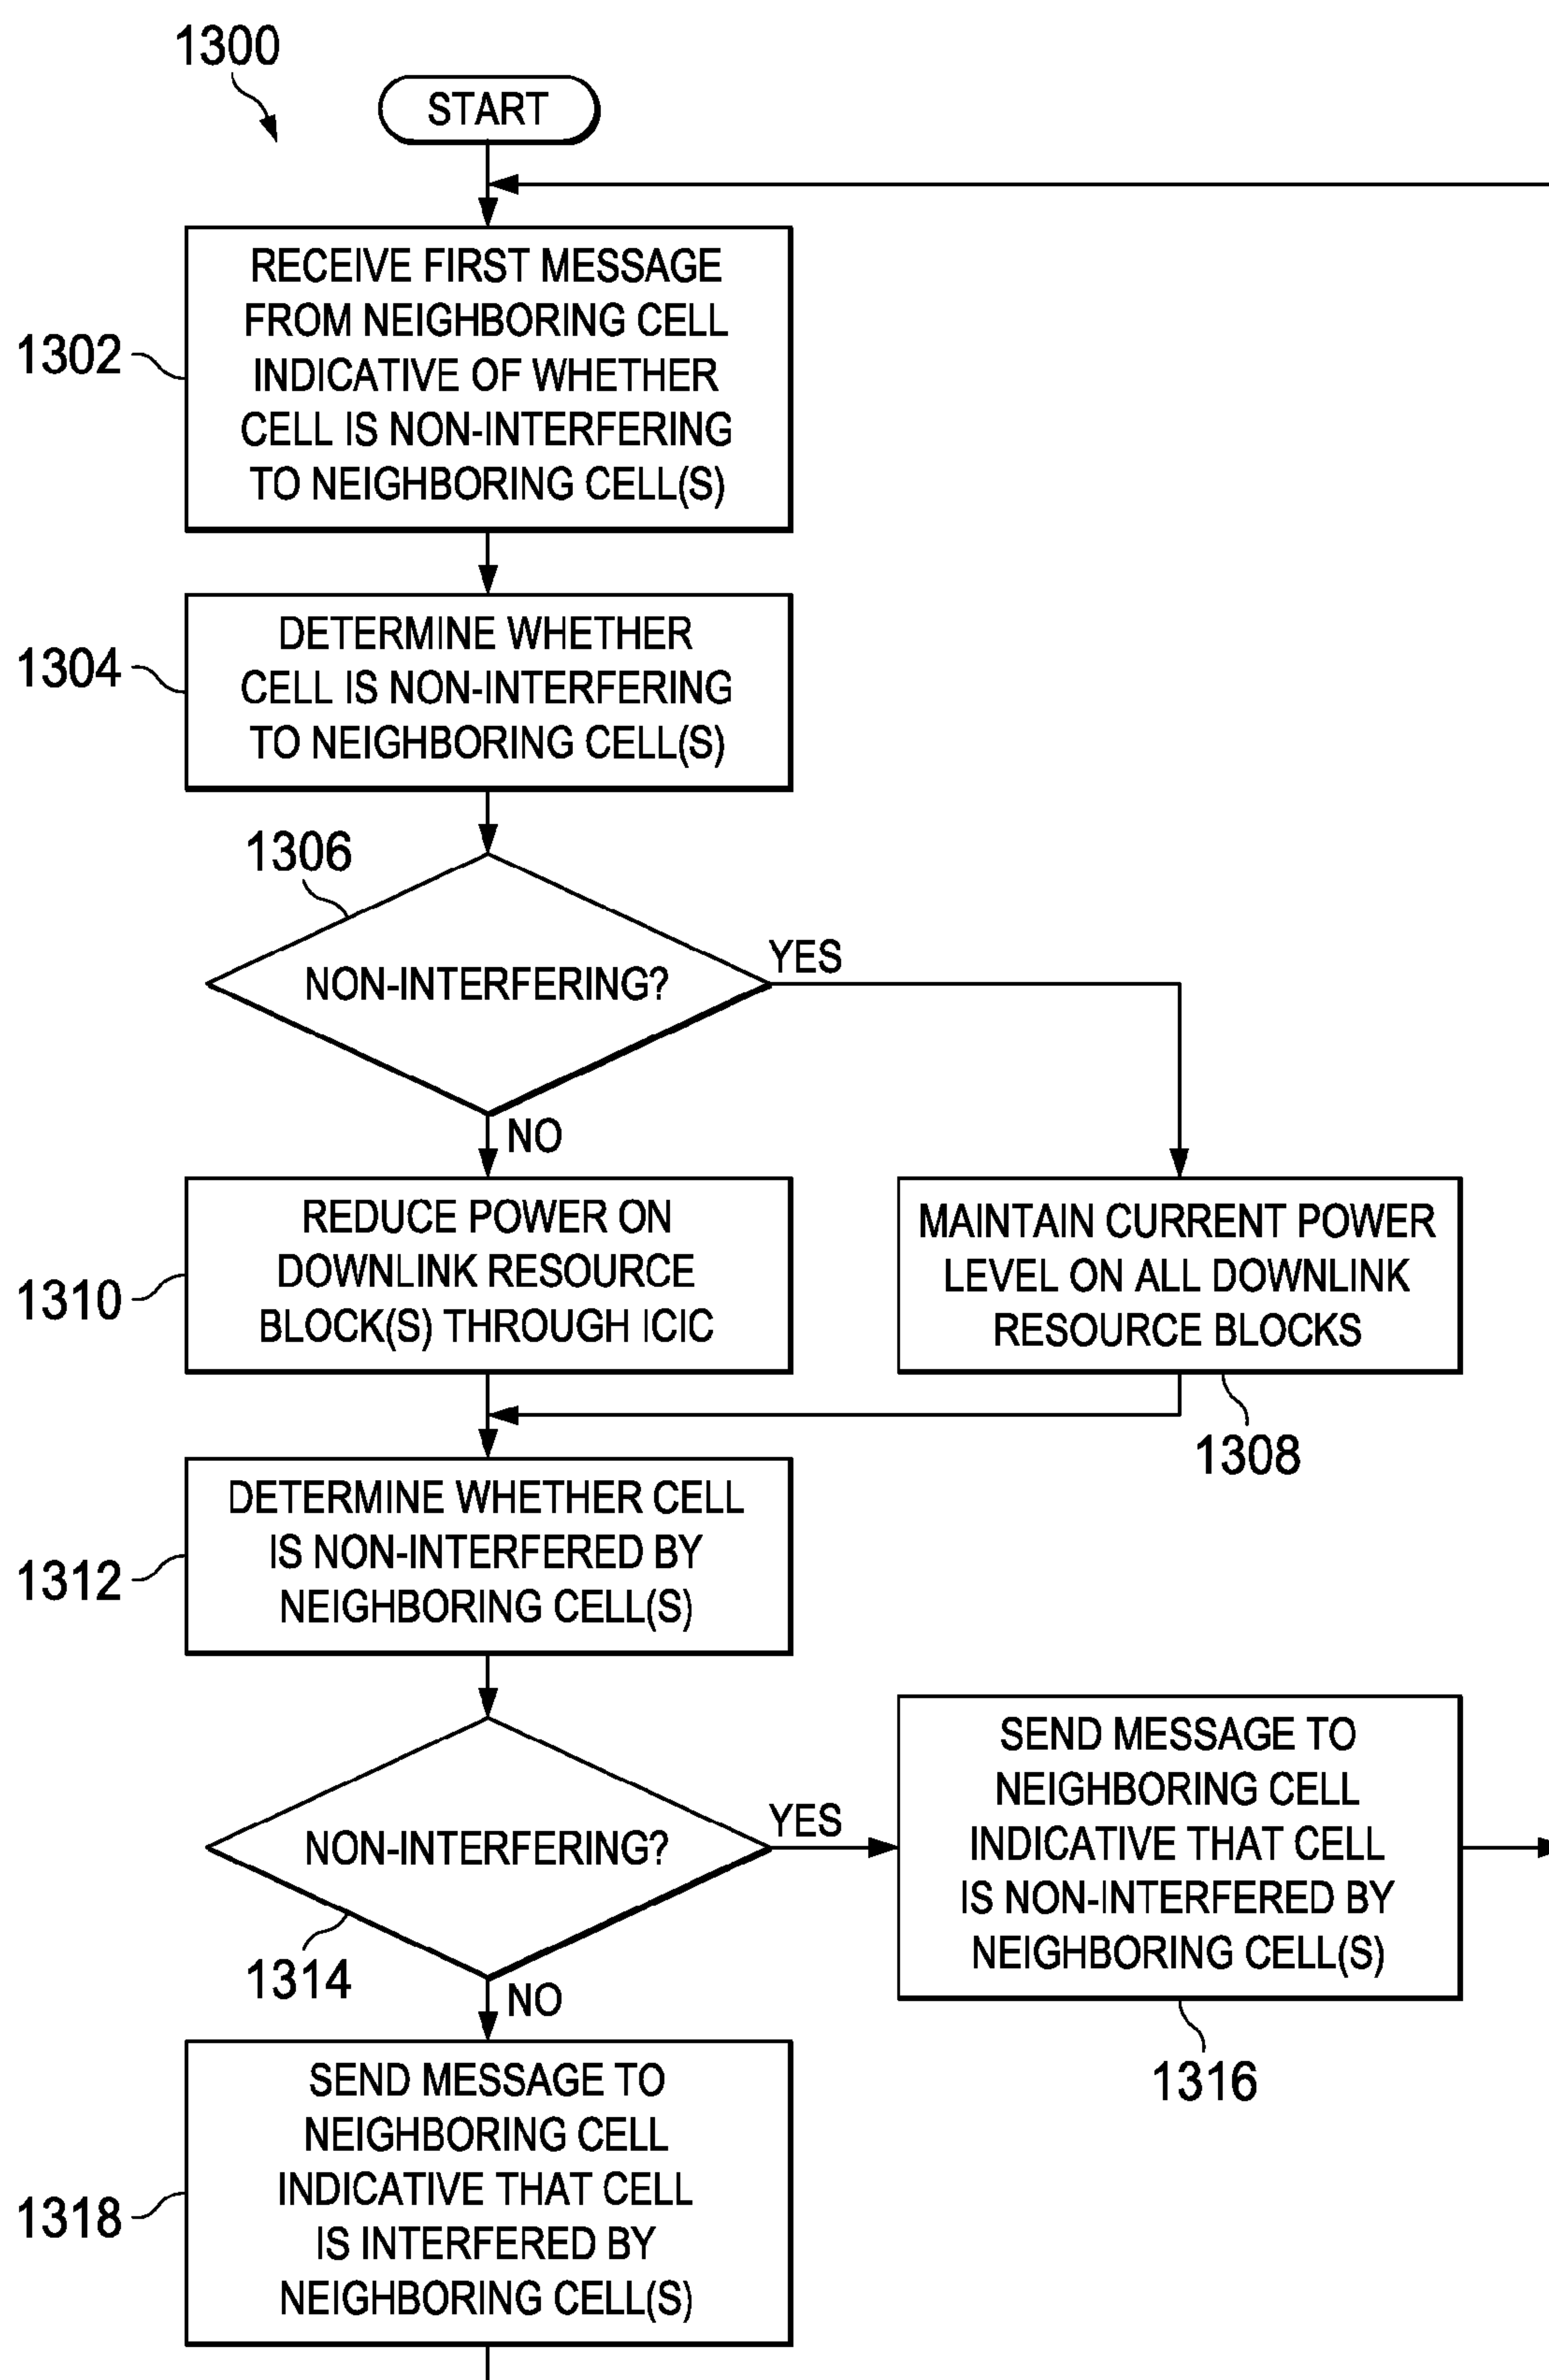 1300
START
1302
RECEIVE FIRST MESSAGE
FROM NEIGHBORING CELL
INDICATIVE OF WHETHER
CELL IS NON-INTERFERING
TO NEIGHBORING CELL(S)
1304
DETERMINE WHETHER
CELL IS NON-INTERFERING
TO NEIGHBORING CELL(S)
1306
NON-INTERFERING?
YES
NO
1310
REDUCE POWER ON
DOWNLINK RESOURCE
BLOCK(S) THROUGH ICIC
MAINTAIN CURRENT POWER
LEVEL ON ALL DOWNLINK
RESOURCE BLOCKS
1308
1312
DETERMINE WHETHER CELL
IS NON-INTERFERED BY
NEIGHBORING CELL(S)
NON-INTERFERING?
YES
1314
NO
SEND MESSAGE TO
NEIGHBORING CELL
INDICATIVE THAT CELL
IS NON-INTERFERED BY
NEIGHBORING CELL(S)
1316
1318
SEND MESSAGE TO
NEIGHBORING CELL
INDICATIVE THAT CELL
IS INTERFERED BY
NEIGHBORING CELL(S)